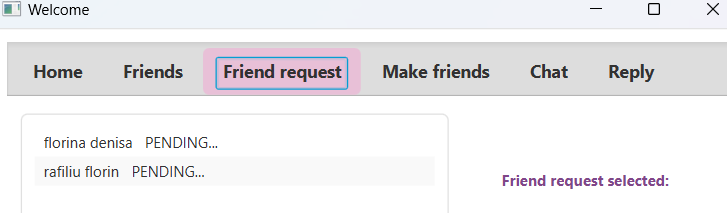 Welcome
Home Friends Friend request Make friends Chat Reply
florina denisa PENDING...
rafiliu florin PENDING...
Friend request selected: